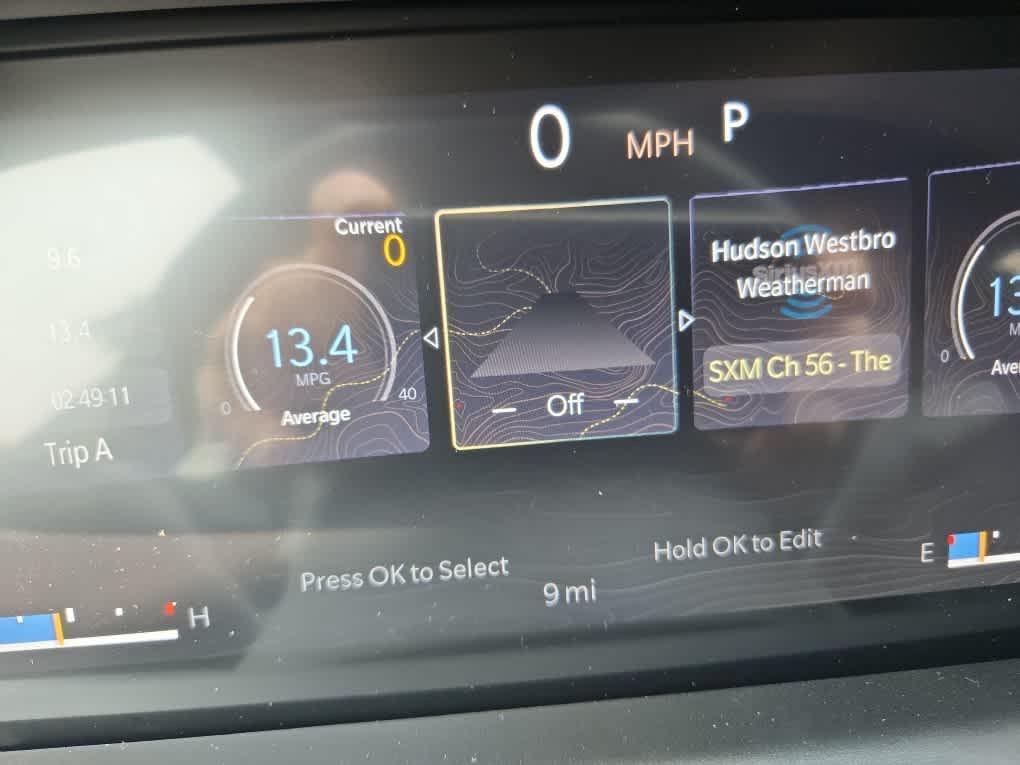 0 MPH P
9.6
13.4
02:49:11
Trip A
Current
0
13.4
MPG
0 40
Average
Off
Hudson Westbro
SiriusXM
Weatherman
SXM Ch 56 - The
13
M
0
Aver
Press OK to Select
Hold OK to Edit
9 mi
H
E